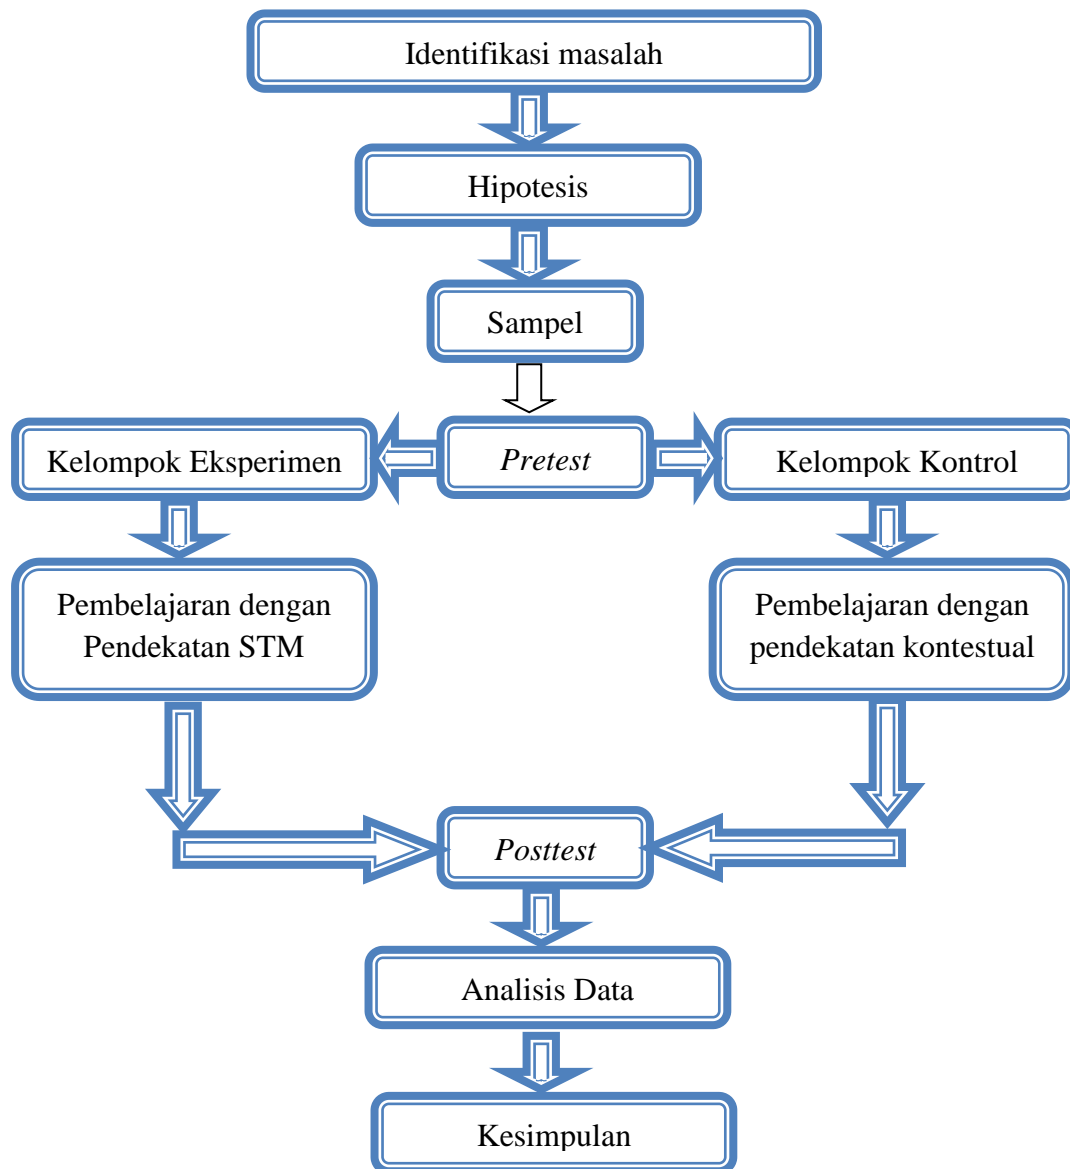 Identifikasi masalah
Hipotesis
Sampel
Kelompok Eksperimen
Pretest
Kelompok Kontrol
Pembelajaran dengan
Pendekatan STM
Pembelajaran dengan
pendekatan kontestual
Posttest
Analisis Data
Kesimpulan